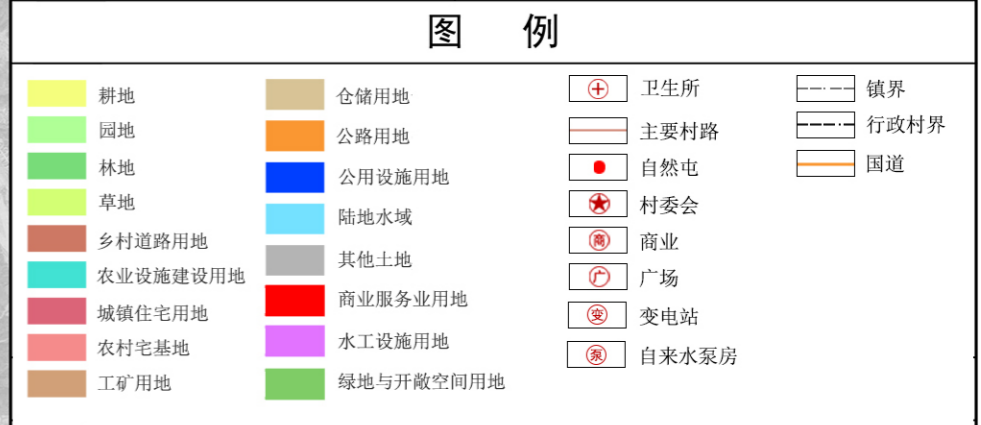 图 例
耕地
园地
林地
草地
乡村道路用地
农业设施建设用地
城镇住宅用地
农村宅基地
工矿用地
仓储用地
公路用地
公用设施用地
陆地水域
其他土地
商业服务业用地
水工设施用地
绿地与开敞空间用地
卫生所
主要村路
自然屯
村委会
商 商业
广 广场
变 变电站
泵 自来水泵房
镇界
行政村界
国道